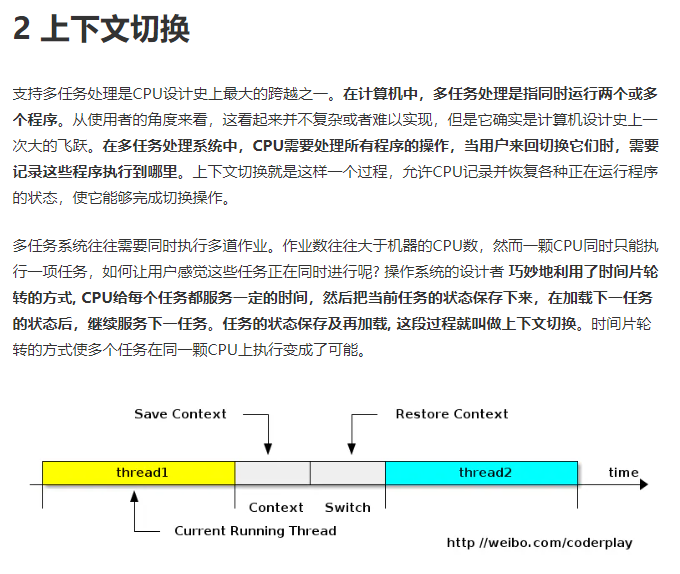 2 上下文切换
支持多任务处理是CPU设计史上最大的跨越之一。在计算机中，多任务处理是指同时运行两个或多
个程序。从使用者的角度来看，这看起来并不复杂或者难以实现，但是它确实是计算机设计史上一
次大的飞跃。在多任务处理系统中，CPU需要处理所有程序的操作，当用户来回切换它们时，需要
记录这些程序执行到哪里。上下文切换就是这样一个过程，允许CPU记录并恢复各种正在运行程序
的状态，使它能够完成切换操作。
多任务系统往往需要同时执行多道作业。作业数往往大于机器的CPU数，然而一颗CPU同时只能执
行一项任务，如何让用户感觉这些任务正在同时进行呢? 操作系统的设计者 巧妙地利用了时间片轮
转的方式, CPU给每个任务都服务一定的时间，然后把当前任务的状态保存下来，在加载下一任务
的状态后，继续服务下一任务。任务的状态保存及再加载, 这段过程就叫做上下文切换。时间片轮
转的方式使多个任务在同一颗CPU上执行变成了可能。
Save Context
Restore Context
thread1
thread2
time
Context Switch
Current Running Thread
http://weibo.com/coderplay